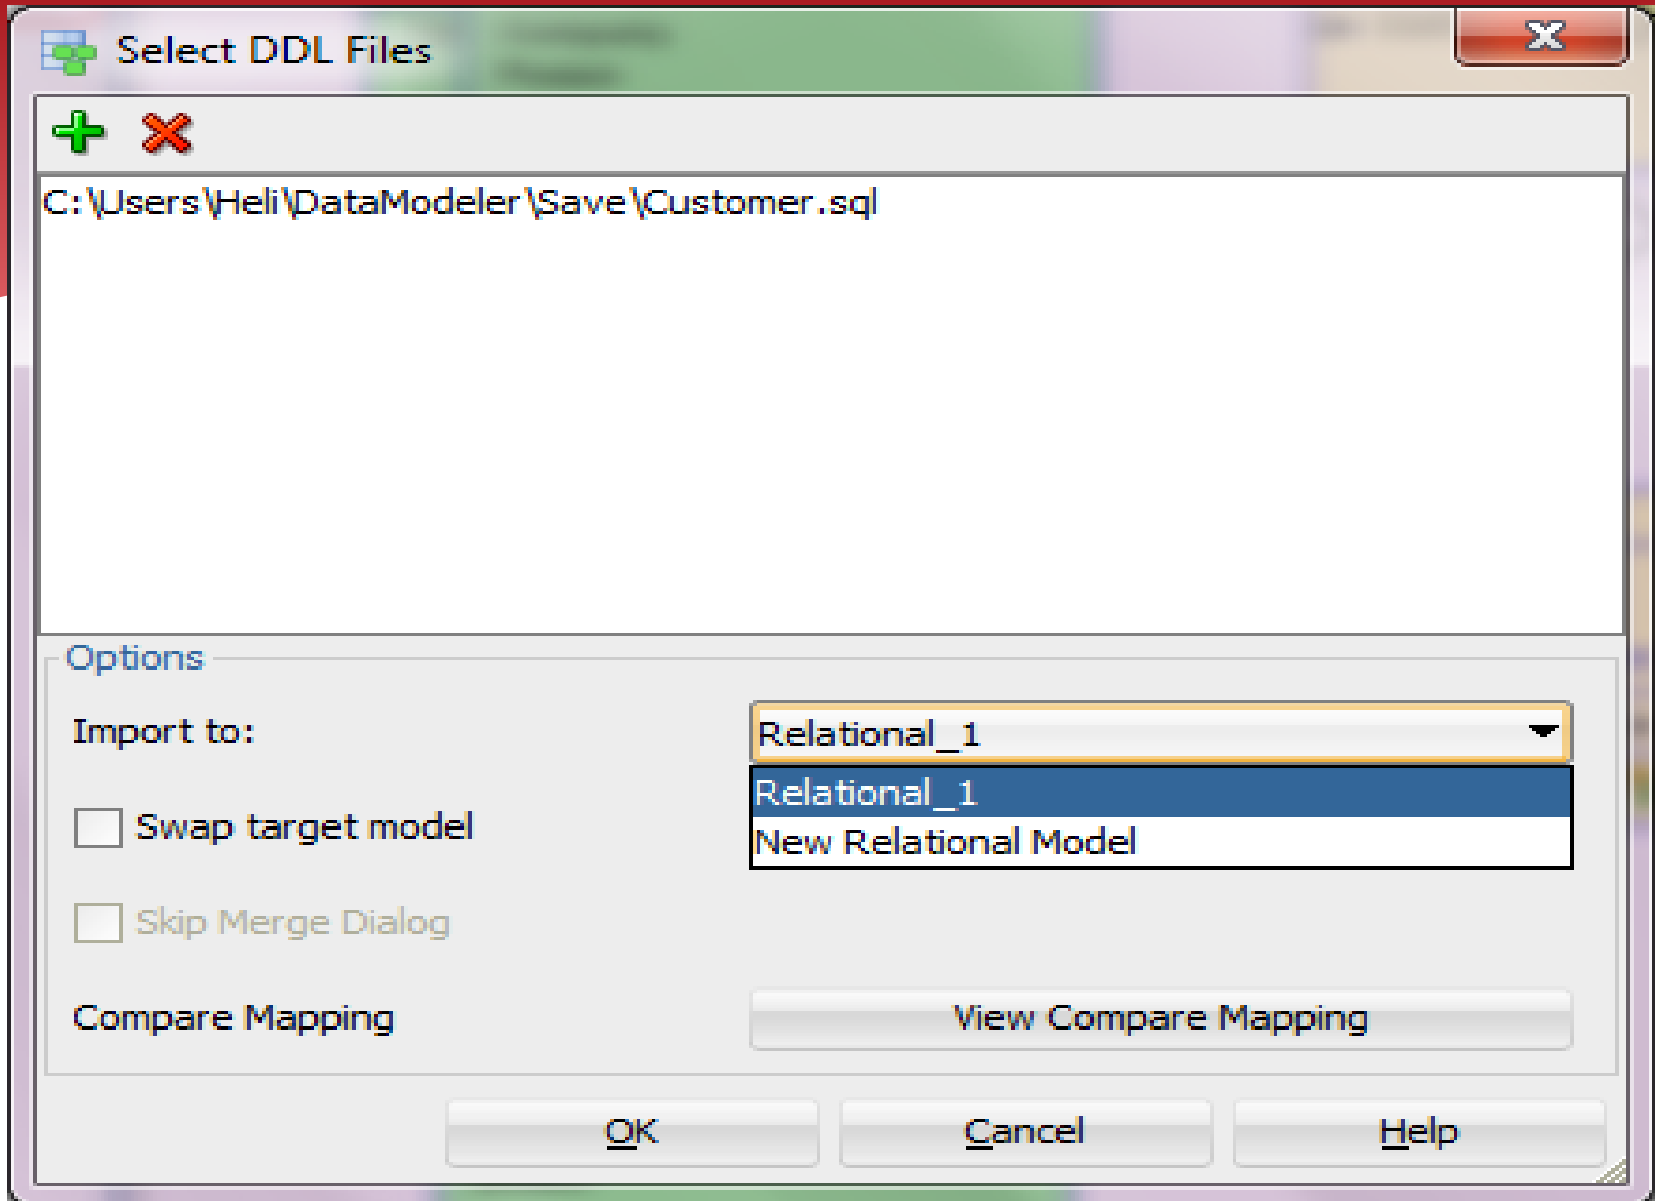 Select DDL Files
C:\Users\Heli\DataModeler\Save\Customer.sql
Options
Import to:
Relational_1
Relational_1
Swap target model
New Relational Model
Skip Merge Dialog
Compare Mapping
View Compare Mapping
OK
Cancel
Help